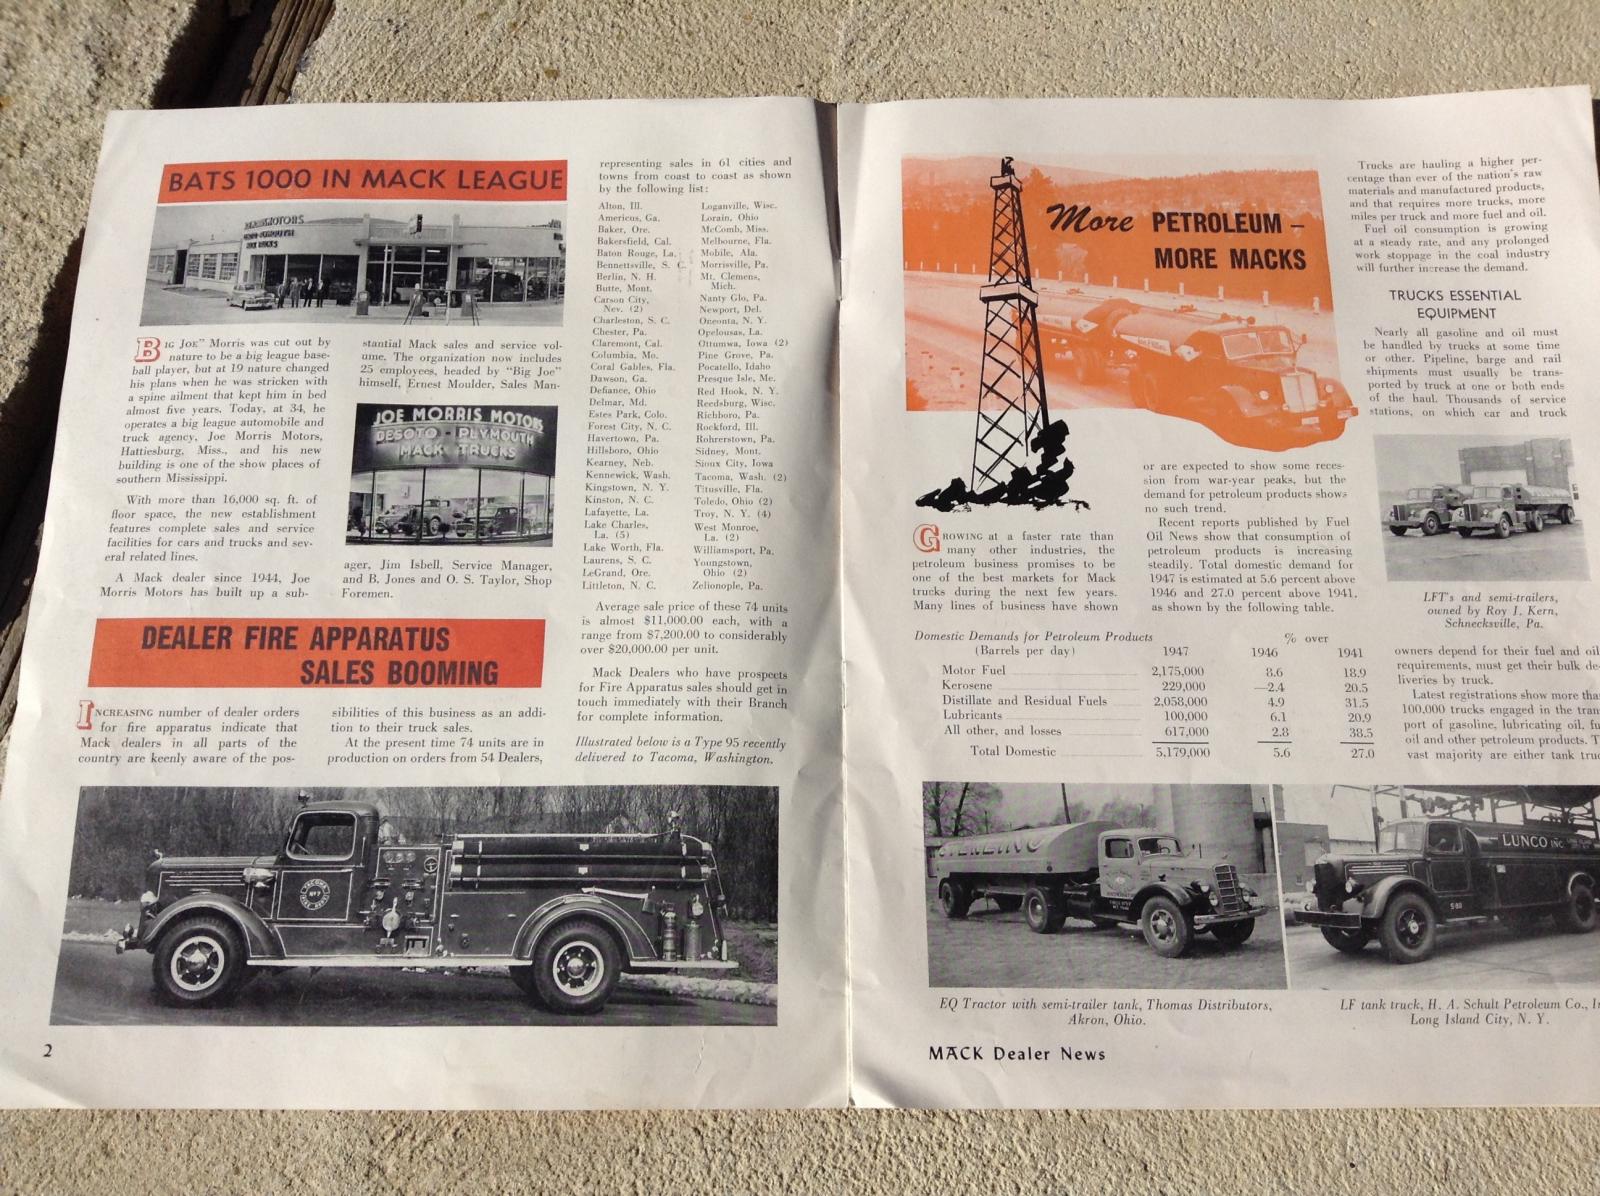 BATS 1000 IN MACK LEAGUE
BIG JOE" Morris was cut out by
nature to be a big league base-
ball player, but at 19 nature changed
his plans when he was stricken with
a spine ailment that kept him in bed
almost five years. Today, at 34, he
operates a big league automobile and
truck agency, Joe Morris Motors,
Hattiesburg, Miss., and his new
building is one of the show places of
southern Mississippi.
With more than 16,000 sq. ft. of
floor space, the new establishment
features complete sales and service
facilities for cars and trucks and sev-
eral related lines.
A Mack dealer since 1944, Joe
Morris Motors has built up a sub-
stantial Mack sales and service vol-
ume. The organization now includes
25 employees, headed by "Big Joe"
himself, Ernest Moulder, Sales Man-
JOE MORRIS MOTORS
DESOTO - PLYMOUTH
MACK TRUCKS
ager, Jim Isbell, Service Manager,
and B. Jones and O. S. Taylor, Shop
Foremen.
DEALER FIRE APPARATUS
SALES BOOMING
INCREASING number of dealer orders
for fire apparatus indicate that
Mack dealers in all parts of the
country are keenly aware of the pos-
sibilities of this business as an addi-
tion to their truck sales.
At the present time 74 units are in
production on orders from 54 Dealers,
representing sales in 61 cities and
towns from coast to coast as shown
by the following list:
Alton, Ill.
Americus, Ga.
Baker, Ore.
Bakersfield, Cal.
Baton Rouge, La.
Bennettsville, S. C.
Berlin, N. H.
Butte, Mont.
Carson City,
Nev. (2)
Charleston, S. C.
Chester, Pa.
Claremont, Cal.
Columbia, Mo.
Coral Gables, Fla.
Dawson, Ga.
Defiance, Ohio
Delmar, Md.
Estes Park, Colo.
Forest City, N. C.
Havertown, Pa.
Hillsboro, Ohio
Kearney, Neb.
Kennewick, Wash.
Kingstown, N. Y.
Kinston, N. C.
Lafayette, La.
Lake Charles,
La. (5)
Lake Worth, Fla.
Laurens, S. C.
LeGrand, Ore.
Littleton, N. C.
Loganville, Wisc.
Lorain, Ohio
McComb, Miss.
Melbourne, Fla.
Mobile, Ala.
Morrisville, Pa.
Mt. Clemens,
Mich.
Nanty Glo, Pa.
Newport, Del.
Oneonta, N. Y.
Opelousas, La.
Ottumwa, Iowa (2)
Pine Grove, Pa.
Pocatello, Idaho
Presque Isle, Me.
Red Hook, N. Y.
Reedsburg, Wisc.
Richboro, Pa.
Rockford, Ill.
Rohrerstown, Pa.
Sidney, Mont.
Sioux City, Iowa
Tacoma, Wash. (2)
Titusville, Fla.
Toledo, Ohio (2)
Troy, N. Y. (4)
West Monroe,
La. (2)
Williamsport, Pa.
Youngstown,
Ohio (2)
Zelionople, Pa.
Average sale price of these 74 units
is almost $11,000.00 each, with a
range from $7,200.00 to considerably
over $20,000.00 per unit.
Mack Dealers who have prospects
for Fire Apparatus sales should get in
touch immediately with their Branch
for complete information.
Illustrated below is a Type 95 recently
delivered to Tacoma, Washington.
TACOMA
No 7
FIRE DEPT.
2
More PETROLEUM –
MORE MACKS
GROWING at a faster rate than
many other industries, the
petroleum business promises to be
one of the best markets for Mack
trucks during the next few years.
Many lines of business have shown
or are expected to show some reces-
sion from war-year peaks, but the
demand for petroleum products shows
no such trend.
Recent reports published by Fuel
Oil News show that consumption of
petroleum products is increasing
steadily. Total domestic demand for
1947 is estimated at 5.6 percent above
1946 and 27.0 percent above 1941,
as shown by the following table.
Domestic Demands for Petroleum Products % over
(Barrels per day) 1947 1946 1941
Motor Fuel 2,175,000 8.6 18.9
Kerosene 229,000 —2.4 20.5
Distillate and Residual Fuels 2,058,000 4.9 31.5
Lubricants 100,000 6.1 20.9
All other, and losses 617,000 2.8 38.5
Total Domestic 5,179,000 5.6 27.0
Trucks are hauling a higher per-
centage than ever of the nation's raw
materials and manufactured products,
and that requires more trucks, more
miles per truck and more fuel and oil.
Fuel oil consumption is growing
at a steady rate, and any prolonged
work stoppage in the coal industry
will further increase the demand.
TRUCKS ESSENTIAL
EQUIPMENT
Nearly all gasoline and oil must
be handled by trucks at some time
or other. Pipeline, barge and rail
shipments must usually be trans-
ported by truck at one or both ends
of the haul. Thousands of service
stations, on which car and truck
LFT's and semi-trailers,
owned by Roy J. Kern,
Schnecksville, Pa.
owners depend for their fuel and oil
requirements, must get their bulk de-
liveries by truck.
Latest registrations show more tha
100,000 trucks engaged in the tran
port of gasoline, lubricating oil, fu
oil and other petroleum products. T
vast majority are either tank truc
STERLING
LUNCO INC
S-80
EQ Tractor with semi-trailer tank, Thomas Distributors,
Akron, Ohio.
LF tank truck, H. A. Schult Petroleum Co., In
Long Island City, N. Y.
MACK Dealer News